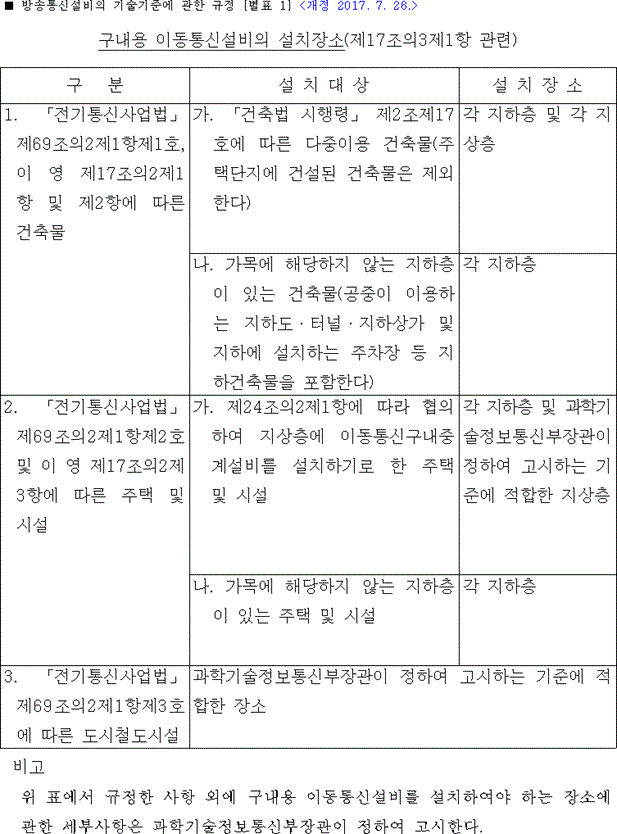 ■ 방송통신설비의 기술기준에 관한 규정 [별표 1] <개정 2017. 7. 26.>
구내용 이동통신설비의 설치장소(제17조의3제1항 관련)
구 분
설 치 대 상
설 치 장 소
1. 「전기통신사업법」
제69조의2제1항제1호,
이 영 제17조의2제1
항 및 제2항에 따른
건축물
가. 「건축법 시행령」 제2조제17
호에 따른 다중이용 건축물(주
택단지에 건설된 건축물은 제외
한다)
각 지하층 및 각 지
상층
나. 가목에 해당하지 않는 지하층
이 있는 건축물(공중이 이용하
는 지하도ㆍ터널ㆍ지하상가 및
지하에 설치하는 주차장 등 지
하건축물을 포함한다)
각 지하층
2. 「전기통신사업법」
제69조의2제1항제2호
및 이 영 제17조의2제
3항에 따른 주택 및
시설
가. 제24조의2제1항에 따라 협의
하여 지상층에 이동통신구내중
계설비를 설치하기로 한 주택
및 시설
각 지하층 및 과학기
술정보통신부장관이
정하여 고시하는 기
준에 적합한 지상층
나. 가목에 해당하지 않는 지하층
이 있는 주택 및 시설
각 지하층
3. 「전기통신사업법」
제69조의2제1항제3호
에 따른 도시철도시설
과학기술정보통신부장관이 정하여 고시하는 기준에 적
합한 장소
비고
위 표에서 규정한 사항 외에 구내용 이동통신설비를 설치하여야 하는 장소에
관한 세부사항은 과학기술정보통신부장관이 정하여 고시한다.